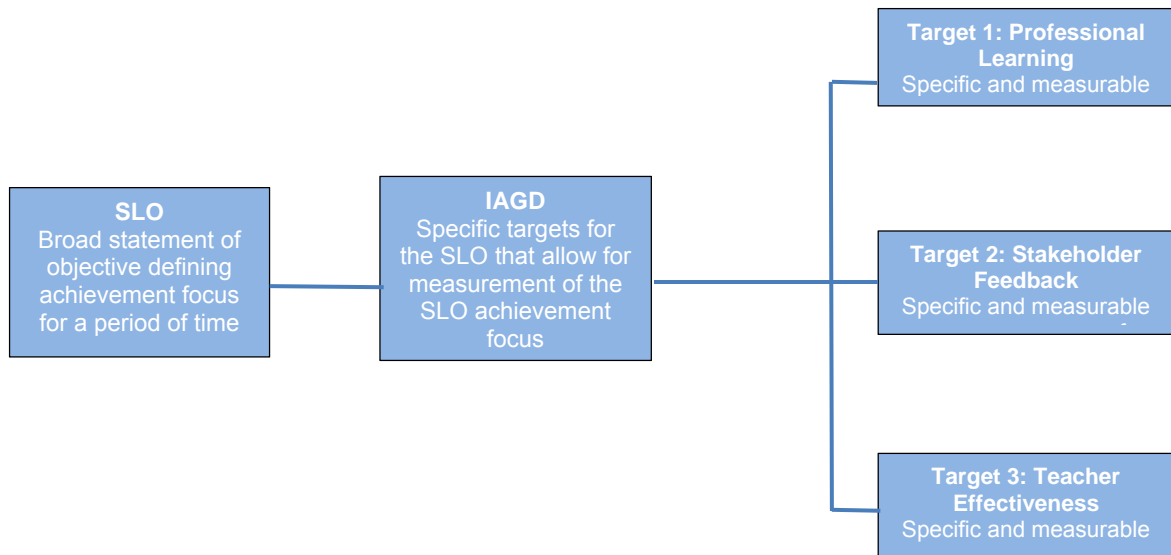 SLO
Broad statement of
objective defining
achievement focus
for a period of time
IAGD
Specific targets for
the SLO that allow for
measurement of the
SLO achievement
focus
Target 1: Professional
Learning
Specific and measurable
Target 2: Stakeholder
Feedback
Specific and measurable
Target 3: Teacher
Effectiveness
Specific and measurable